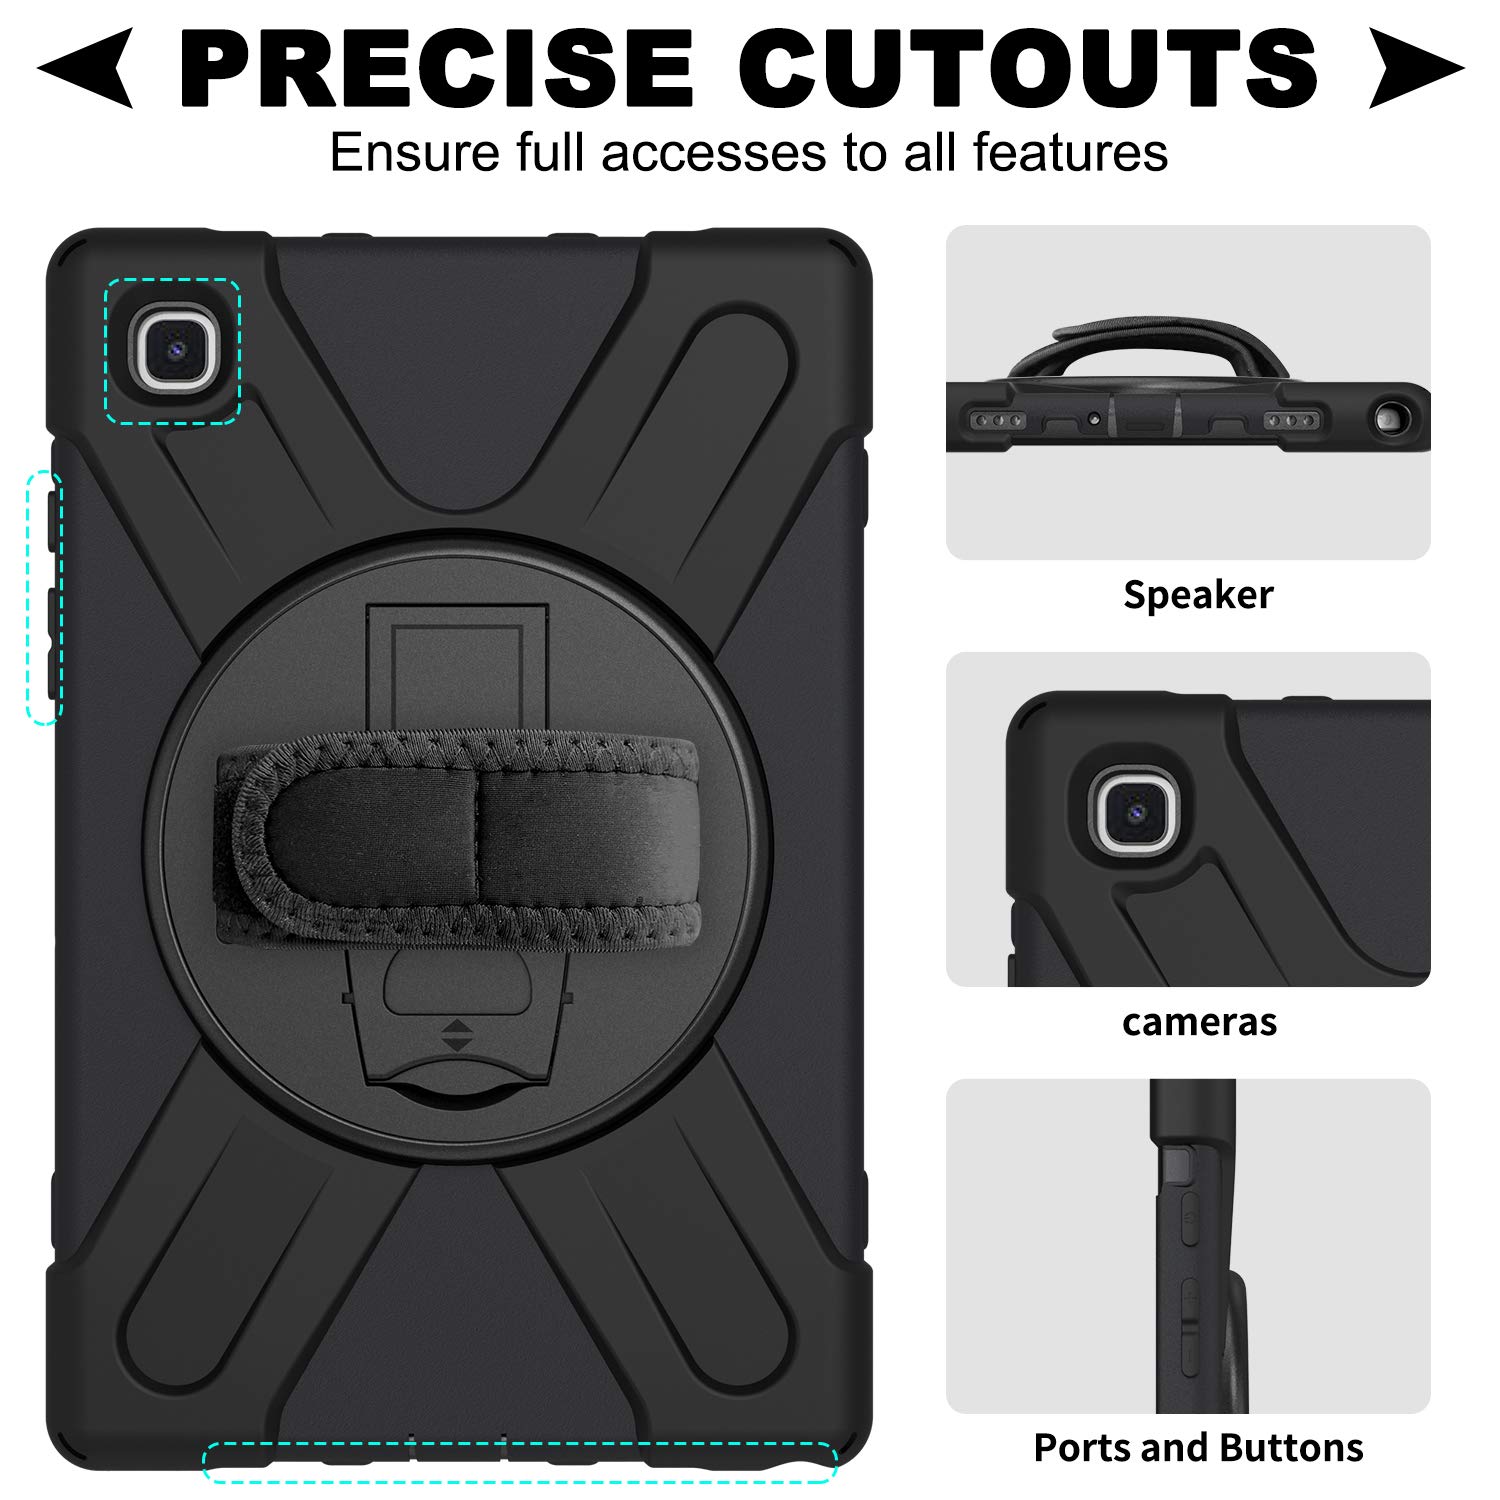 PRECISE CUTOUTS
Ensure full accesses to all features
Speaker
cameras
Ports and Buttons